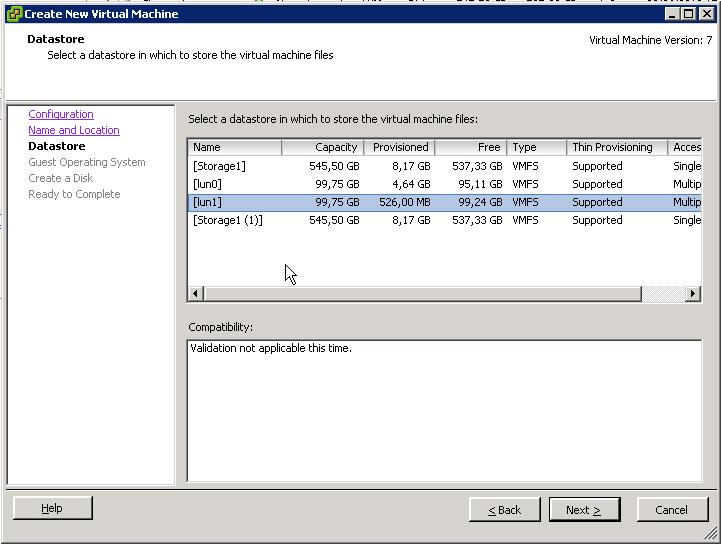 Create New Virtual Machine
Datastore
Select a datastore in which to store the virtual machine files
Virtual Machine Version: 7
Configuration
Name and Location
Datastore
Guest Operating System
Create a Disk
Ready to Complete
Select a datastore in which to store the virtual machine files:
Name Capacity Provisioned Free Type Thin Provisioning Acces
[Storage1] 545,50 GB 8,17 GB 537,33 GB VMFS Supported Single
[lun0] 99,75 GB 4,64 GB 95,11 GB VMFS Supported Multip
[lun1] 99,75 GB 526,00 MB 99,24 GB VMFS Supported Multip
[Storage1 (1)] 545,50 GB 8,17 GB 537,33 GB VMFS Supported Single
Compatibility:
Validation not applicable this time.
Help
< Back
Next >
Cancel